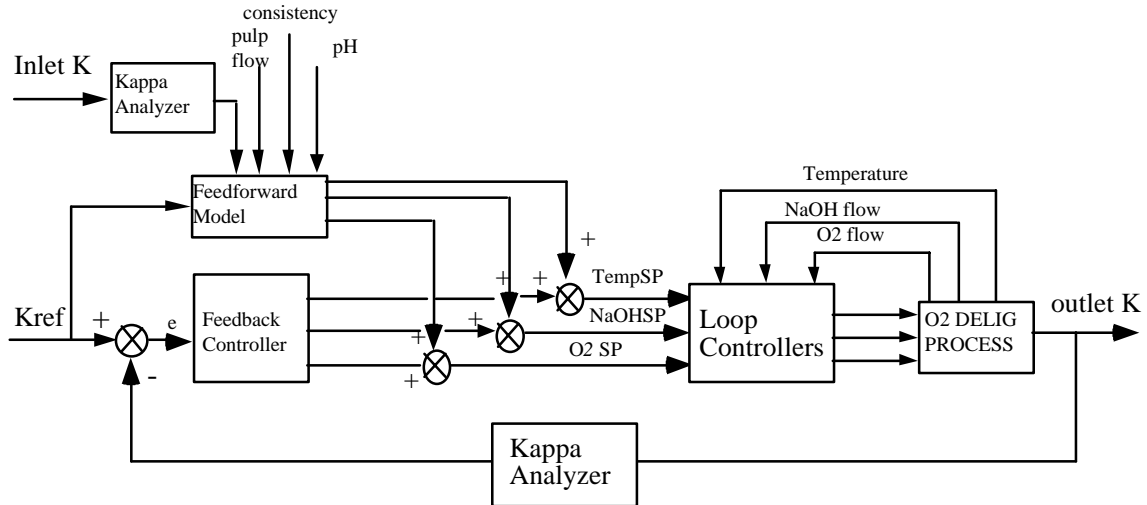 consistency
pulp
flow
pH
Inlet K
Kappa
Analyzer
Feedforward
Model
Temperature
NaOH flow
O2 flow
+
+
+
TempSP
Kref
+
e
Feedback
Controller
+
+
NaOHSP
Loop
Controllers
O2 DELIG
PROCESS
outlet K
+
O2 SP
-
Kappa
Analyzer